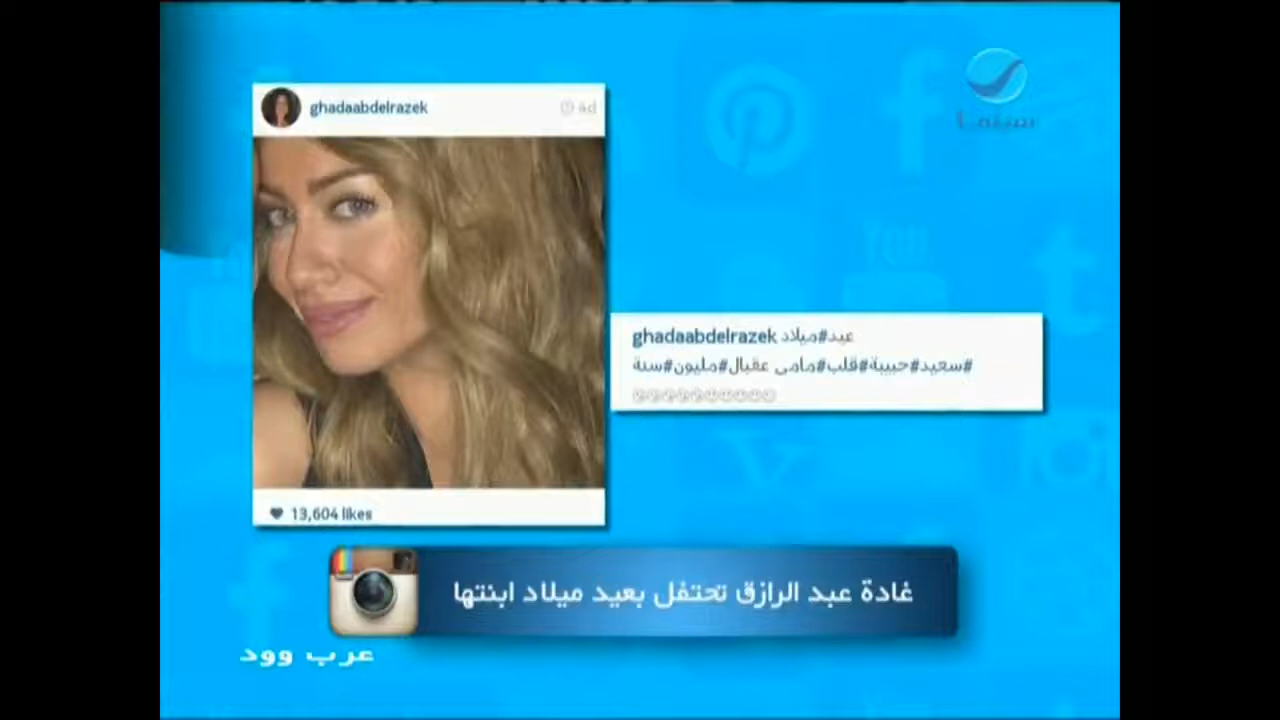 سينما
ghadaabdelrazek
4d
ghadaabdelrazek عيد#ميلاد
#سعيد#حبيبة#قلب#مامى عقبال#مليون#سنة
13,604 likes
غادة عبد الرازق تحتفل بعيد ميلاد ابنتها
عرب وود